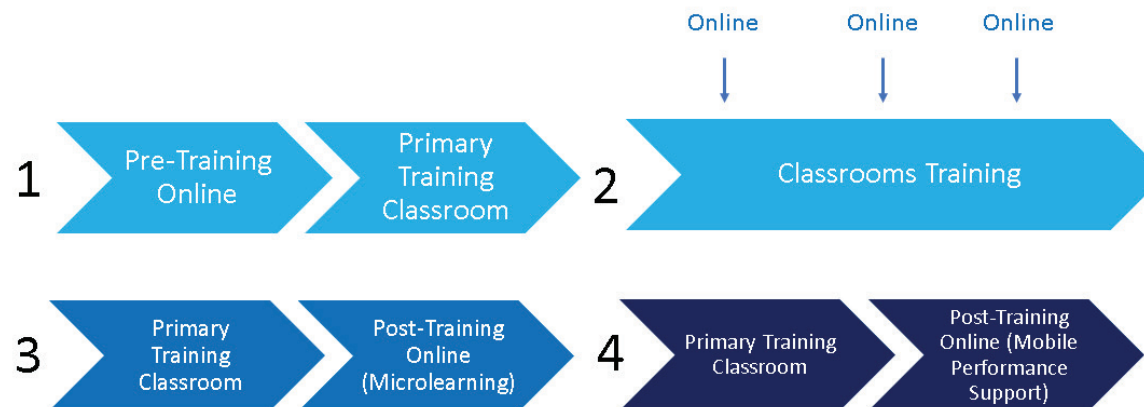 Online Online Online
1
Pre-Training
Online
Primary
Training
Classroom
2
Classrooms Training
3
Primary
Training
Classroom
Post-Training
Online
(Microlearning)
4
Primary Training
Classroom
Post-Training
Online (Mobile
Performance
Support)